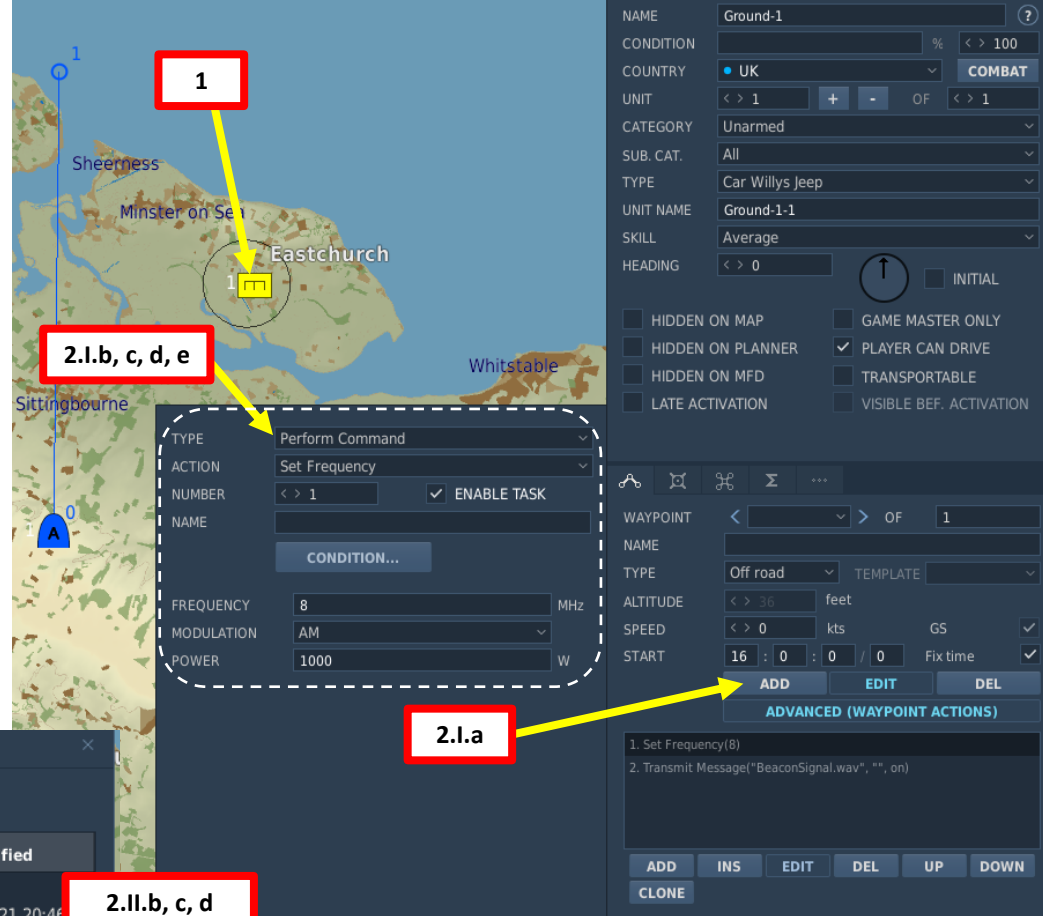 1
1
Sheerness
Minster on Sea
Eastchurch
1
2.I.b, c, d, e
Whitstable
Sittingbourne
0
A
TYPE Perform Command
ACTION Set Frequency
NUMBER < > 1 ENABLE TASK
NAME
CONDITION...
FREQUENCY 8 MHz
MODULATION AM
POWER 1000 W
2.I.a
fied
21 20:46
2.II.b, c, d
NAME Ground-1 ?
CONDITION % < > 100
COUNTRY UK COMBAT
UNIT < > 1 + - OF < > 1
CATEGORY Unarmed
SUB. CAT. All
TYPE Car Willys Jeep
UNIT NAME Ground-1-1
SKILL Average
HEADING < > 0 INITIAL
HIDDEN ON MAP GAME MASTER ONLY
HIDDEN ON PLANNER PLAYER CAN DRIVE
HIDDEN ON MFD TRANSPORTABLE
LATE ACTIVATION VISIBLE BEF. ACTIVATION
WAYPOINT < > OF 1
NAME
TYPE Off road TEMPLATE
ALTITUDE < > 36 feet
SPEED < > 0 kts GS
START 16 : 0 : 0 / 0 Fix time
ADD EDIT DEL
ADVANCED (WAYPOINT ACTIONS)
1. Set Frequency(8)
2. Transmit Message("BeaconSignal.wav", "", on)
ADD INS EDIT DEL UP DOWN
CLONE